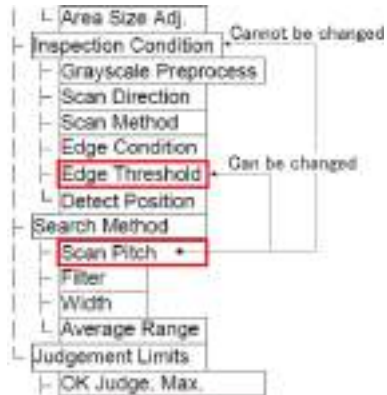 Area Size Adj.
Inspection Condition
Cannot be changed
Grayscale Preprocess
Scan Direction
Scan Method
Edge Condition
Edge Threshold
Can be changed
Detect Position
Search Method
Scan Pitch
Filter
Width
Average Range
Judgement Limits
OK Judge. Max.